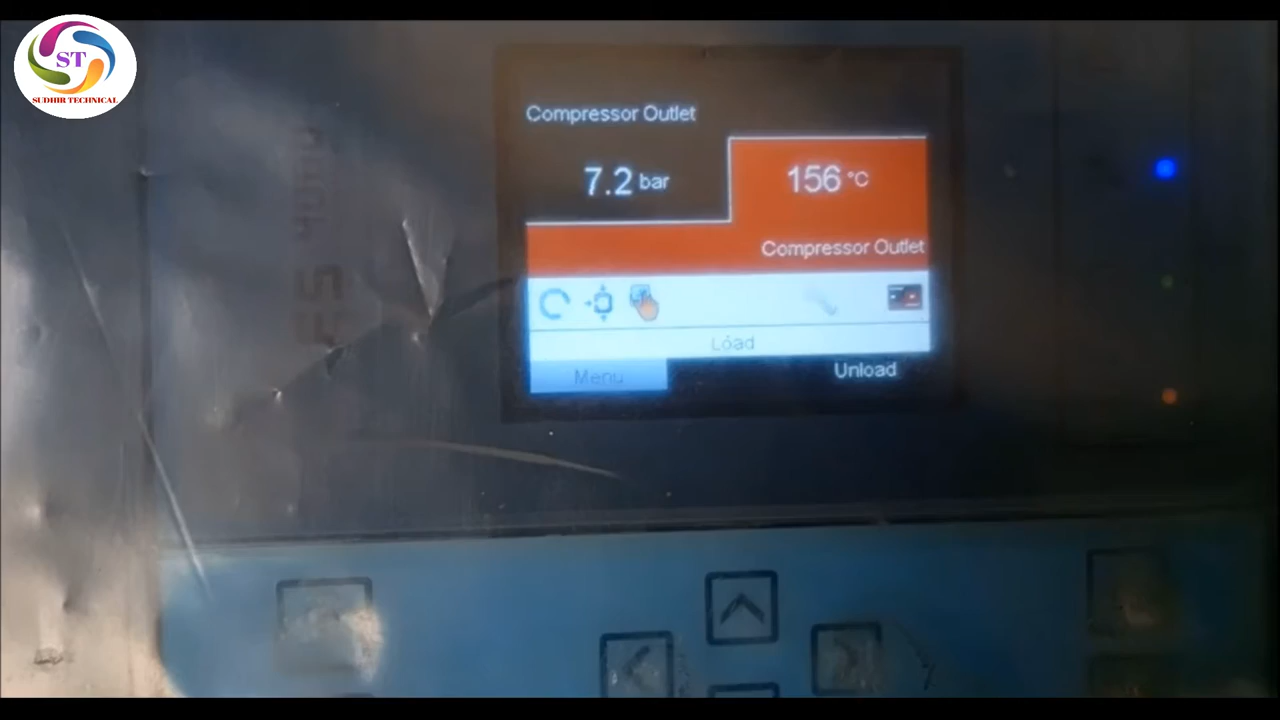 ST
SUDHIR TECHNICAL
Compressor Outlet
7.2 bar
156 °C
Compressor Outlet
Load
Menu
Unload